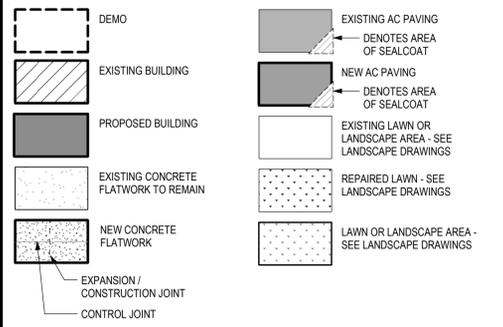 DEMO
EXISTING BUILDING
PROPOSED BUILDING
EXISTING CONCRETE
FLATWORK TO REMAIN
NEW CONCRETE
FLATWORK
EXPANSION /
CONSTRUCTION JOINT
CONTROL JOINT
EXISTING AC PAVING
DENOTES AREA
OF SEALCOAT
NEW AC PAVING
DENOTES AREA
OF SEALCOAT
EXISTING LAWN OR
LANDSCAPE AREA - SEE
LANDSCAPE DRAWINGS
REPAIRED LAWN - SEE
LANDSCAPE DRAWINGS
LAWN OR LANDSCAPE AREA -
SEE LANDSCAPE DRAWINGS